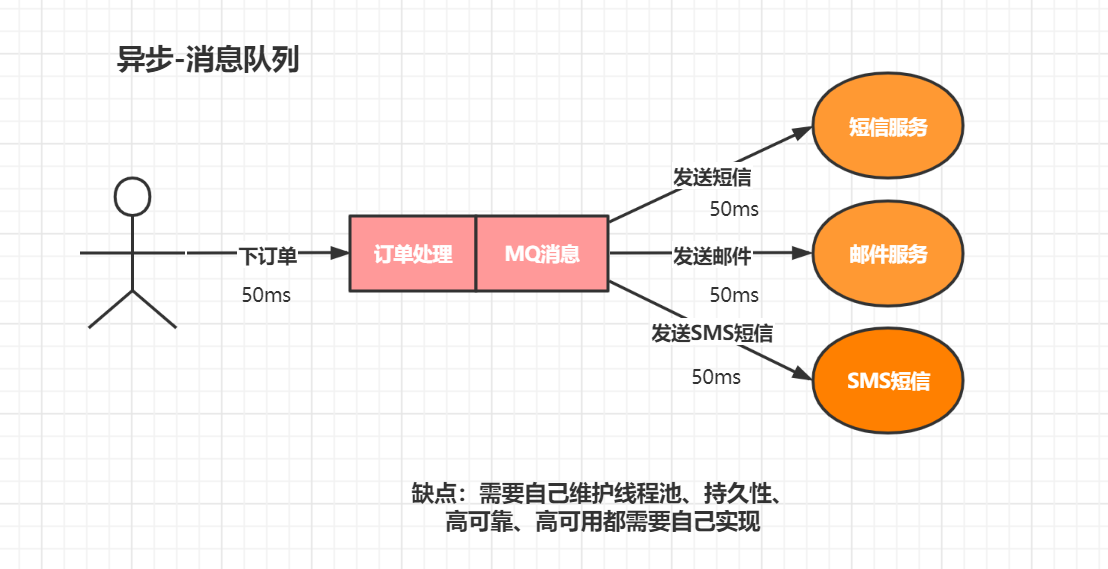 异步-消息队列
短信服务
发送短信
50ms
下订单
50ms
订单处理
MQ消息
发送邮件
50ms
邮件服务
发送SMS短信
50ms
SMS短信
缺点：需要自己维护线程池、持久性、
高可靠、高可用都需要自己实现